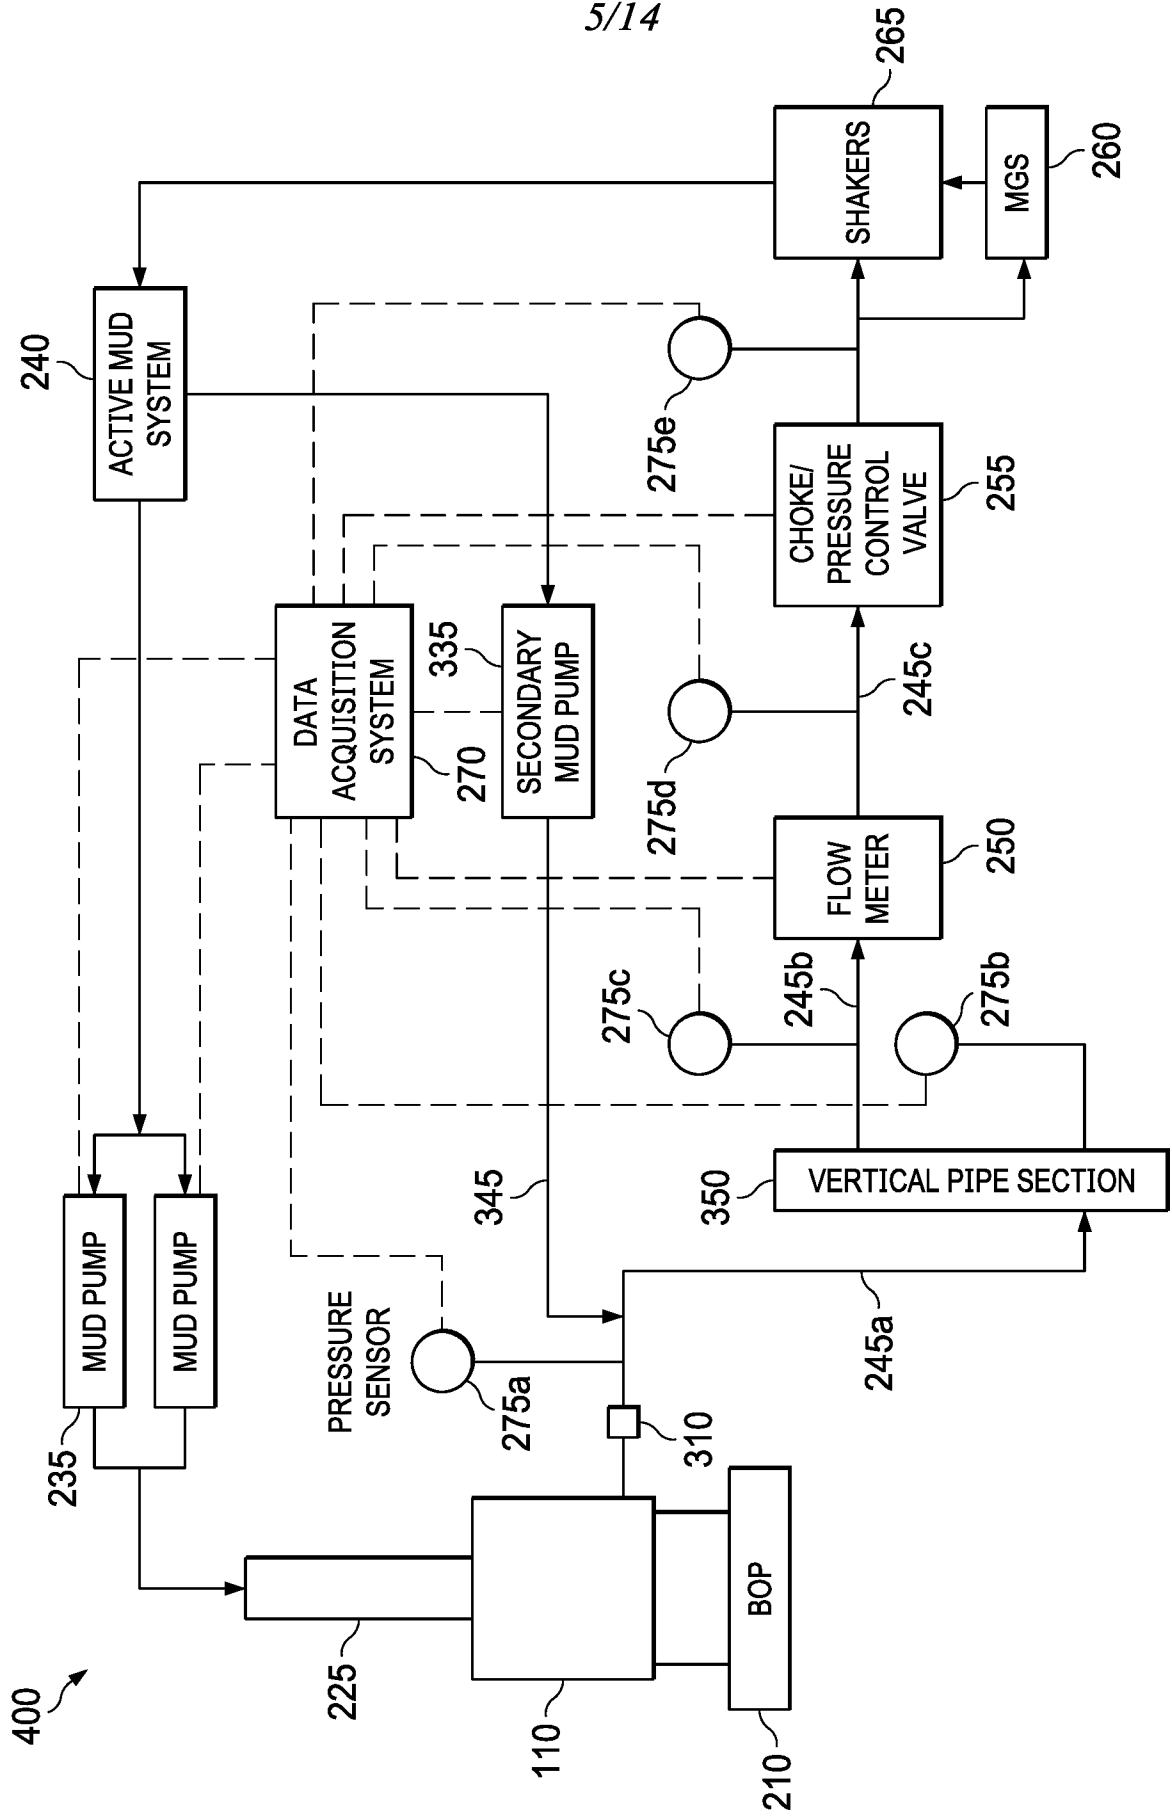 5/14
400
235
MUD PUMP
MUD PUMP
240
ACTIVE MUD
SYSTEM
265
SHAKERS
MGS
260
225
110
BOP
210
PRESSURE
SENSOR
275a
310
345
DATA
ACQUISITION
SYSTEM
270
335
SECONDARY
MUD PUMP
275c
275d
275e
245a
350
VERTICAL PIPE SECTION
245b
275b
FLOW
METER
250
245c
CHOKE/
PRESSURE
CONTROL
VALVE
255